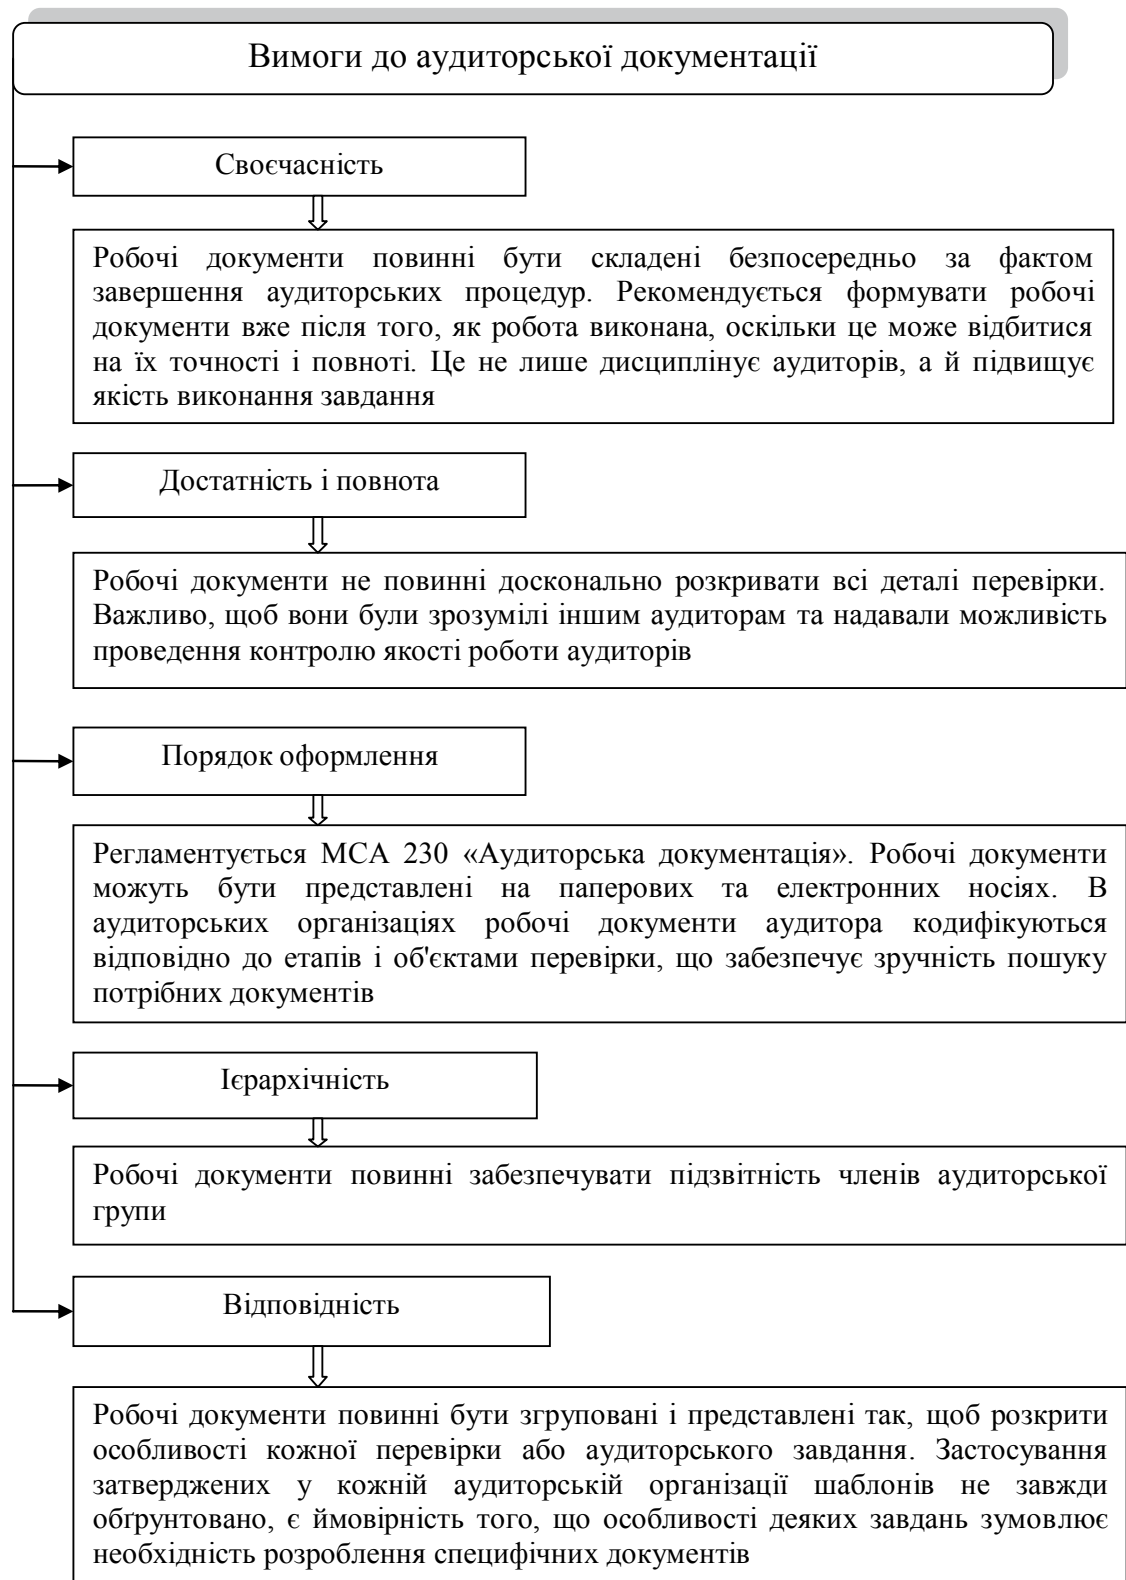 Вимоги до аудиторської документації
Своєчасність
Робочі документи повинні бути складені безпосередньо за фактом
завершення аудиторських процедур. Рекомендується формувати робочі
документи вже після того, як робота виконана, оскільки це може відбитися
на їх точності і повноті. Це не лише дисциплінує аудиторів, а й підвищує
якість виконання завдання
Достатність і повнота
Робочі документи не повинні досконально розкривати всі деталі перевірки.
Важливо, щоб вони були зрозумілі іншим аудиторам та надавали можливість
проведення контролю якості роботи аудиторів
Порядок оформлення
Регламентується МСА 230 «Аудиторська документація». Робочі документи
можуть бути представлені на паперових та електронних носіях. В
аудиторських організаціях робочі документи аудитора кодифікуються
відповідно до етапів і об'єктами перевірки, що забезпечує зручність пошуку
потрібних документів
Ієрархічність
Робочі документи повинні забезпечувати підзвітність членів аудиторської
групи
Відповідність
Робочі документи повинні бути згруповані і представлені так, щоб розкрити
особливості кожної перевірки або аудиторського завдання. Застосування
затверджених у кожній аудиторській організації шаблонів не завжди
обґрунтовано, є ймовірність того, що особливості деяких завдань зумовлює
необхідність розроблення специфічних документів